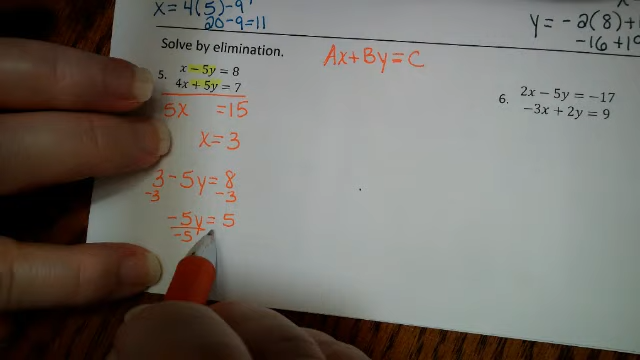 x = 4(5)-9
20-9=11
y = -2(8)+1
-16+19
Solve by elimination.
Ax+By=C
5. x − 5y = 8
4x + 5y = 7
5x =15
x=3
3-5y=8
-3 -3
-5y=5
-5
6. 2x − 5y = −17
−3x + 2y = 9